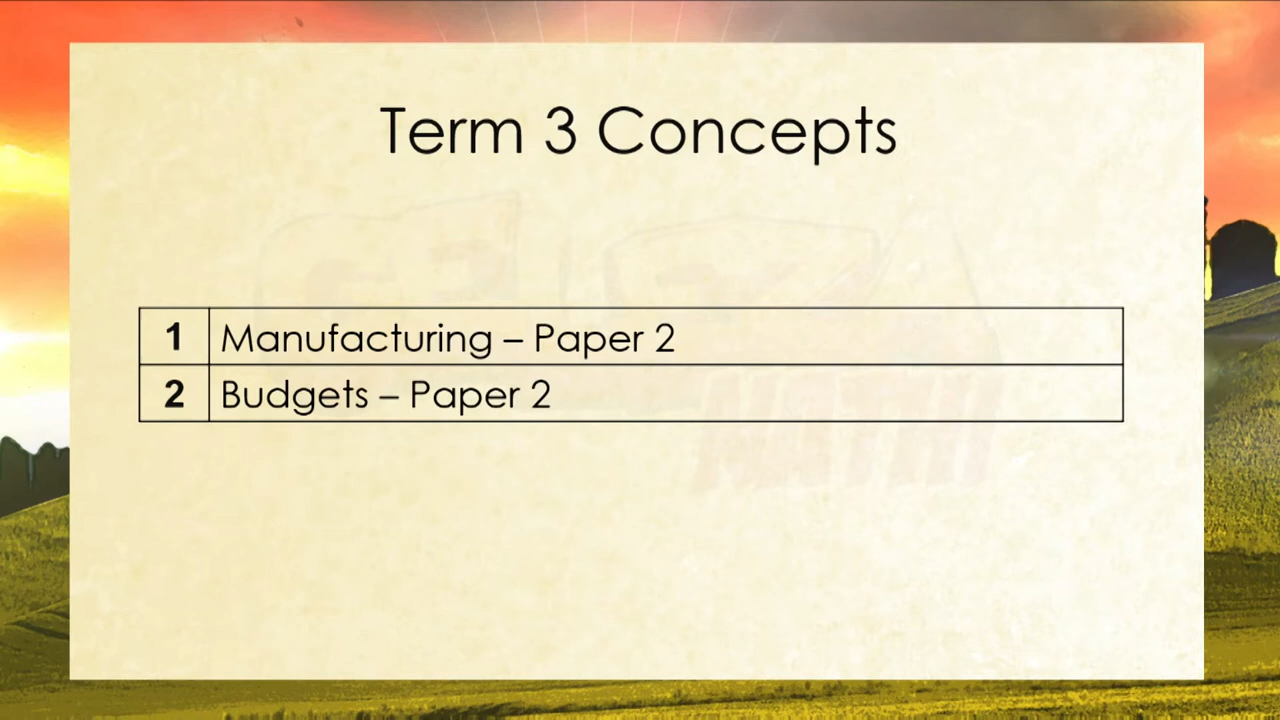 Term 3 Concepts
1 Manufacturing – Paper 2
2 Budgets – Paper 2